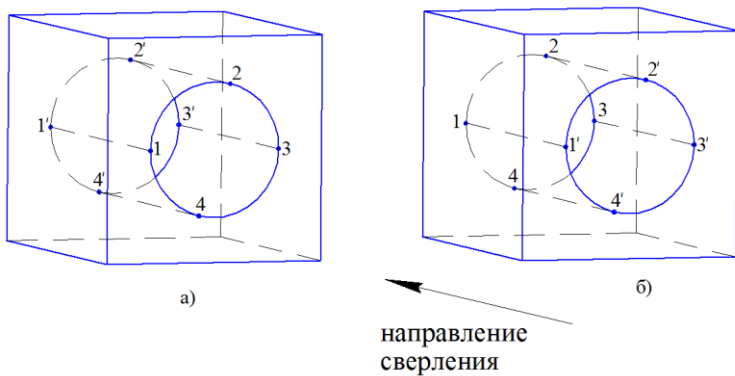 2' 2
3'
1' 1 3
4' 4
а)
2 2'
3
1 1' 3'
4 4'
б)
направление
сверления